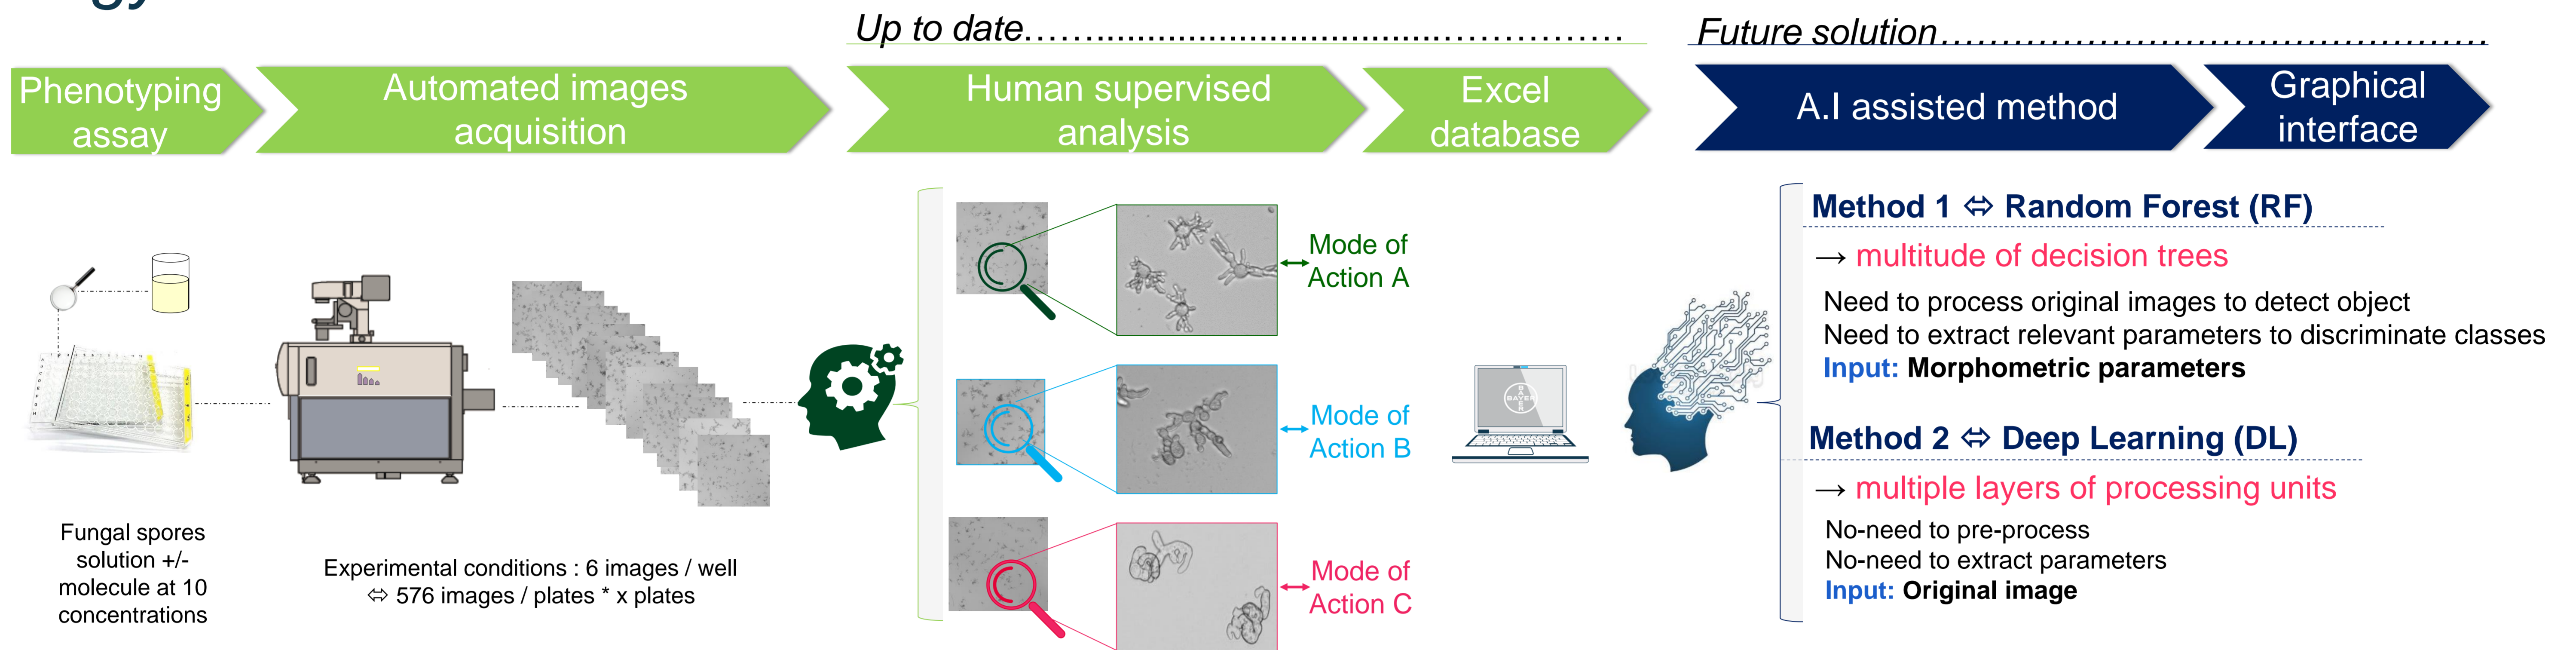 Up to date……..................................……………
Future solution………………………………………………
Phenotyping
assay
Automated images
acquisition
Human supervised
analysis
Excel
database
A.I assisted method
Graphical
interface
Fungal spores
solution +/-
molecule at 10
concentrations
Experimental conditions : 6 images / well
⇔ 576 images / plates * x plates
Mode of
Action A
Mode of
Action B
Mode of
Action C
BAYER
BAYER
Method 1 ⇔ Random Forest (RF)
→ multitude of decision trees
Need to process original images to detect object
Need to extract relevant parameters to discriminate classes
Input: Morphometric parameters
Method 2 ⇔ Deep Learning (DL)
→ multiple layers of processing units
No-need to pre-process
No-need to extract parameters
Input: Original image